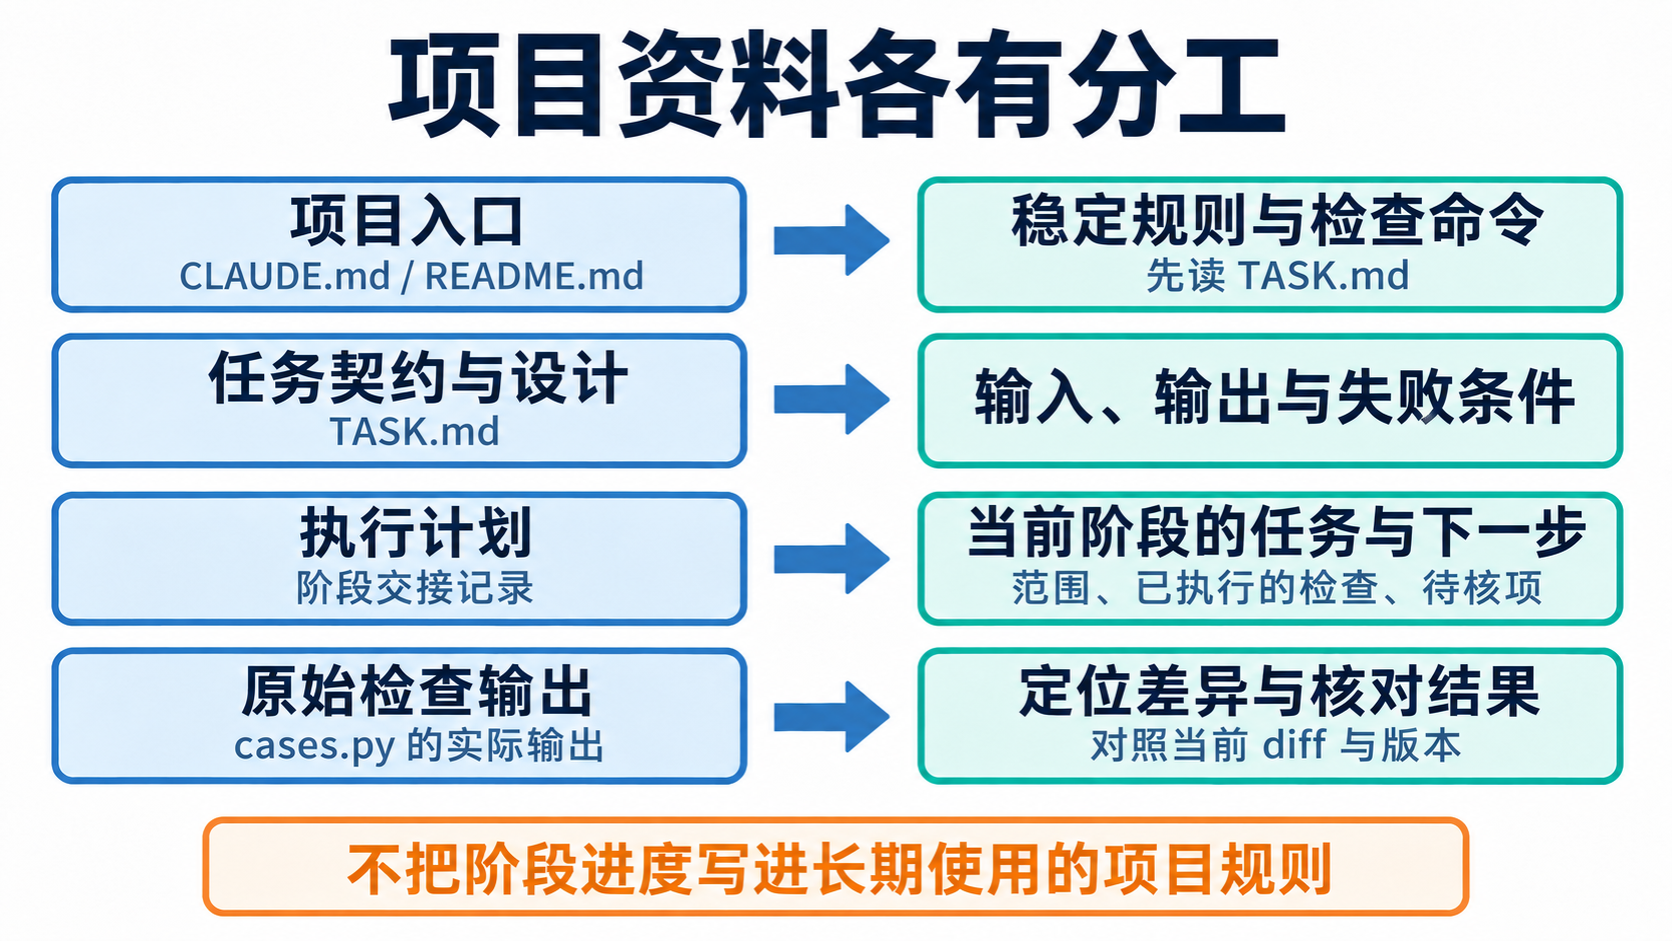 项目资料各有分工
项目入口
CLAUDE.md / README.md
稳定规则与检查命令
先读 TASK.md
任务契约与设计
TASK.md
输入、输出与失败条件
执行计划
阶段交接记录
当前阶段的任务与下一步
范围、已执行的检查、待核项
原始检查输出
cases.py 的实际输出
定位差异与核对结果
对照当前 diff 与版本
不把阶段进度写进长期使用的项目规则